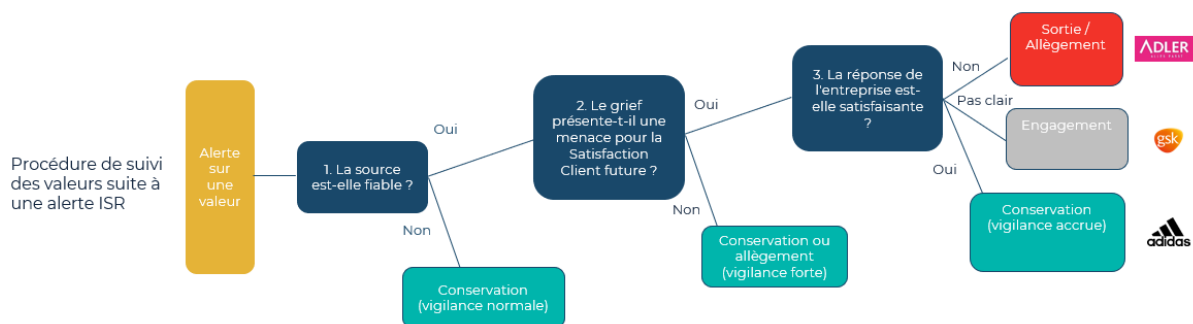 Procédure de suivi
des valeurs suite à
une alerte ISR
Alerte
sur
une
valeur
1. La source
est-elle fiable ?
Oui
Non
Conservation
(vigilance normale)
2. Le grief
présente-t-il une
menace pour la
Satisfaction
Client future ?
Oui
Non
Conservation ou
allègement
(vigilance forte)
3. La réponse de
l'entreprise est-
elle satisfaisante
?
Non
Pas clair
Oui
Sortie /
Allègement
ADLER
Engagement
gsk
Conservation
(vigilance accrue)
adidas